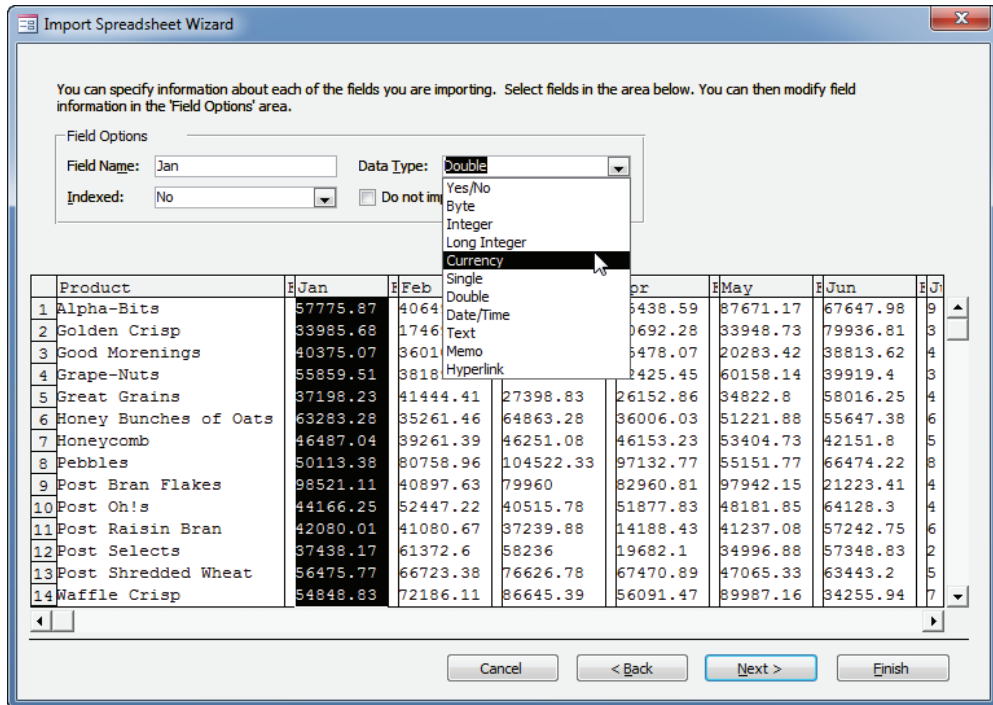 Import Spreadsheet Wizard
You can specify information about each of the fields you are importing. Select fields in the area below. You can then modify field
information in the 'Field Options' area.
Field Options
Field Name: Jan Data Type: Double
Indexed: No Do not
Yes/No
Byte
Integer
Long Integer
Currency
Single
Double
Date/Time
Text
Memo
Hyperlink
Product Jan Feb May Jun
1 Alpha-Bits 57775.87 5438.59 87671.17 67647.98
2 Golden Crisp 33985.68 0692.28 33948.73 79936.81
3 Good Morenings 40375.07 5478.07 20283.42 38813.62
4 Grape-Nuts 55859.51 2425.45 60158.14 39919.4
5 Great Grains 37198.23 41444.41 27398.83 26152.86 34822.8 58016.25
6 Honey Bunches of Oats 63283.28 35261.46 64863.28 36006.03 51221.88 55647.38
7 Honeycomb 46487.04 39261.39 46251.08 46153.23 53404.73 42151.8
8 Pebbles 50113.38 80758.96 104522.33 97132.77 55151.77 66474.22
9 Post Bran Flakes 98521.11 40897.63 79960 82960.81 97942.15 21223.41
10 Post Oh!s 44166.25 52447.22 40515.78 51877.83 48181.85 64128.3
11 Post Raisin Bran 42080.01 41080.67 37239.88 14188.43 41237.08 57242.75
12 Post Selects 37438.17 61372.6 58236 19682.1 34996.88 57348.83
13 Post Shredded Wheat 56475.77 66723.38 76626.78 67470.89 47065.33 63443.2
14 Waffle Crisp 54848.83 72186.11 86645.39 56091.47 89987.16 34255.94
Cancel < Back Next > Finish